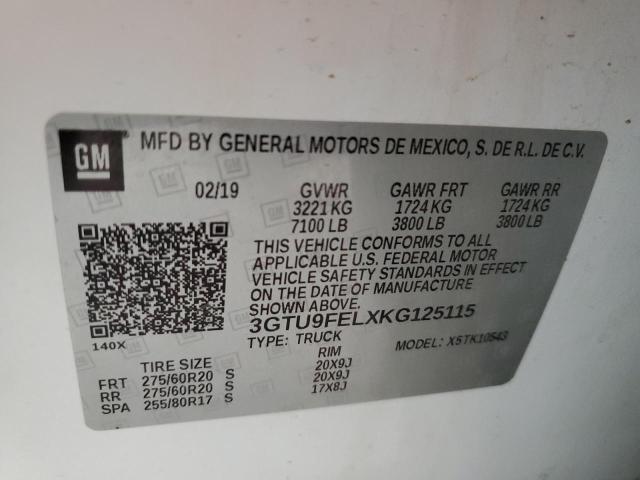 GM MFD BY GENERAL MOTORS DE MEXICO, S. DE R.L. DE C.V.
02/19 GVWR GAWR FRT GAWR RR
3221 KG 1724 KG 1724 KG
7100 LB 3800 LB 3800 LB
THIS VEHICLE CONFORMS TO ALL
APPLICABLE U.S. FEDERAL MOTOR
VEHICLE SAFETY STANDARDS IN EFFECT
ON THE DATE OF MANUFACTURE
SHOWN ABOVE.
3GTU9FELXKG125115
140X TYPE: TRUCK MODEL: X5TK10543
TIRE SIZE RIM
FRT 275/60R20 S 20X9J
RR 275/60R20 S 20X9J
SPA 255/80R17 S 17X8J